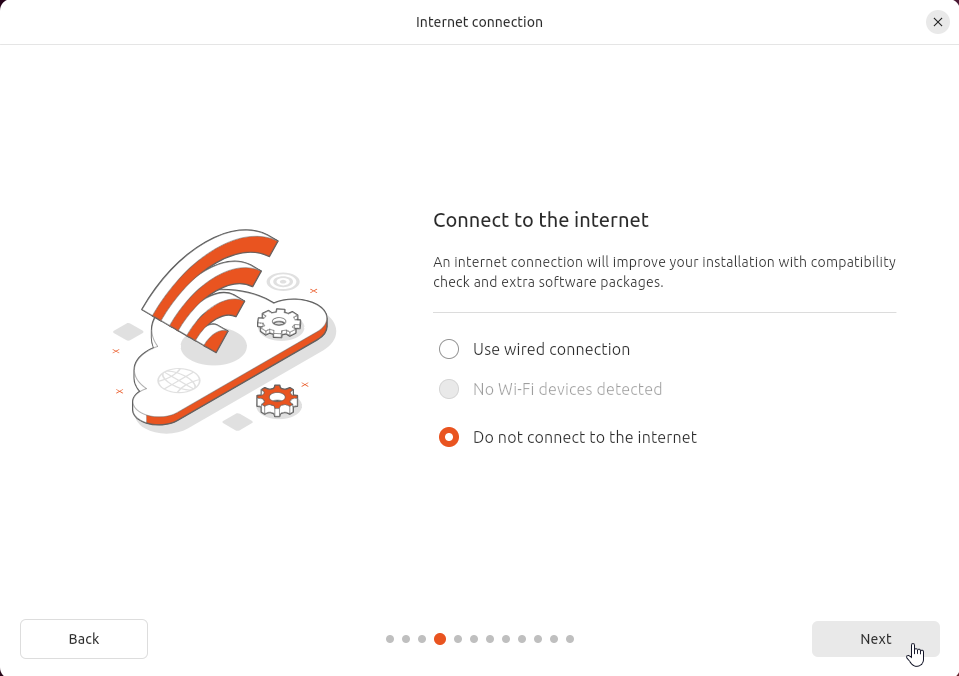 Internet connection
Connect to the internet
An internet connection will improve your installation with compatibility
check and extra software packages.
Use wired connection
No Wi-Fi devices detected
Do not connect to the internet
Back
Next